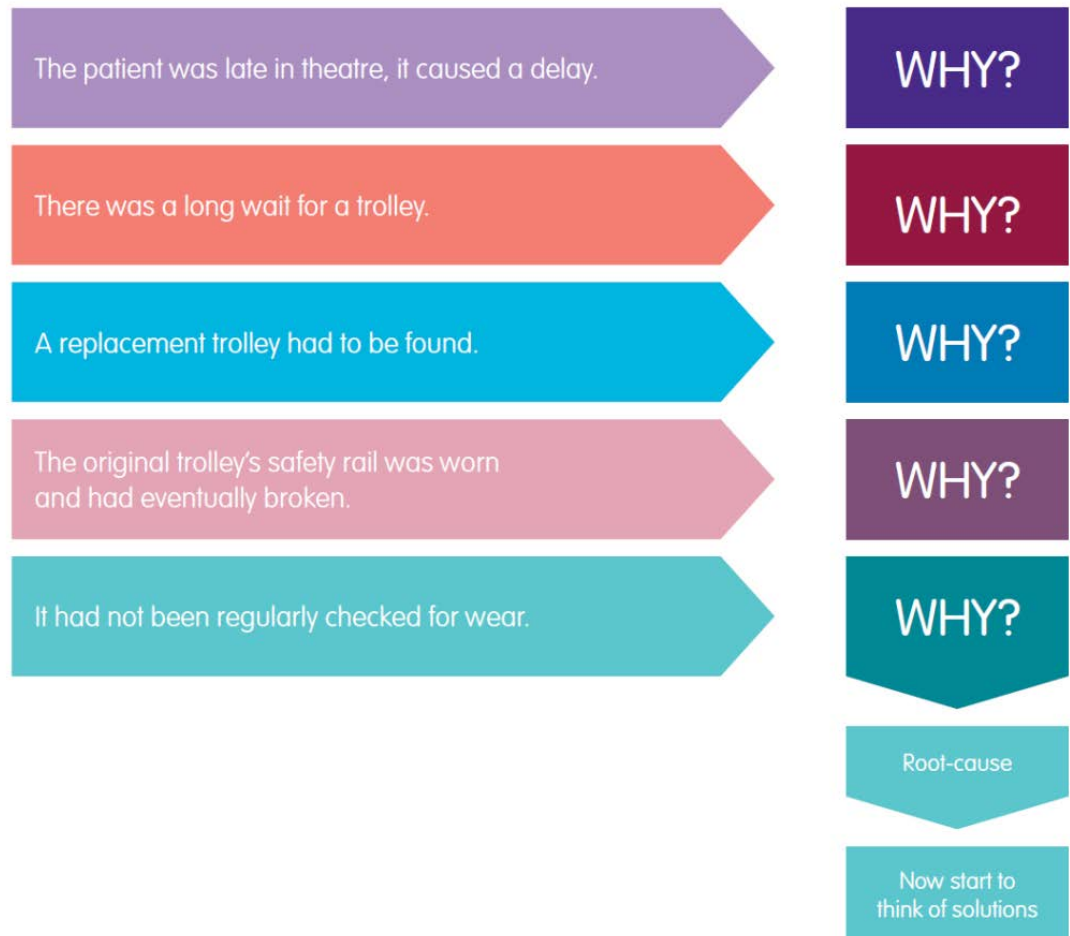 The patient was late in theatre, it caused a delay.
WHY?
There was a long wait for a trolley.
WHY?
A replacement trolley had to be found.
WHY?
The original trolley’s safety rail was worn
and had eventually broken.
WHY?
It had not been regularly checked for wear.
WHY?
Root-cause
Now start to
think of solutions